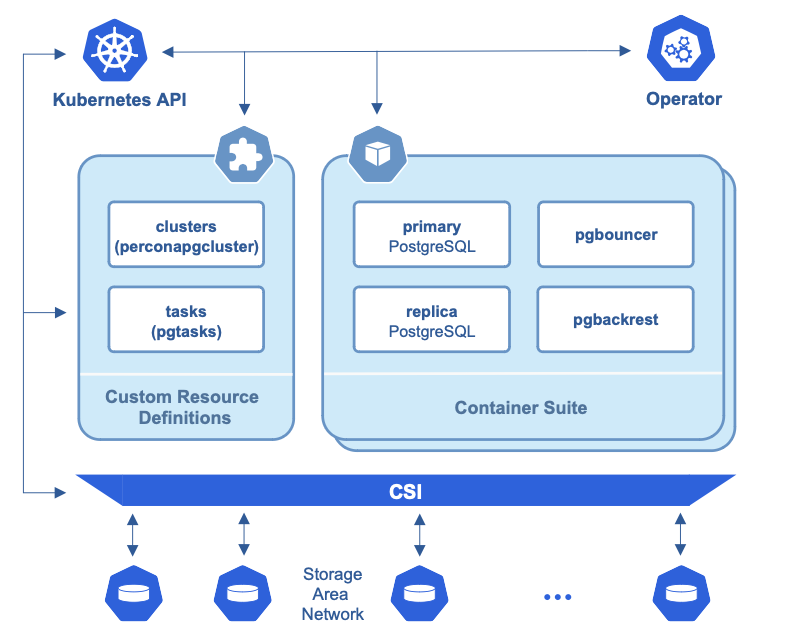 Kubernetes API
Operator
clusters
(perconapgcluster)
tasks
(pgtasks)
Custom Resource
Definitions
primary
PostgreSQL
pgbouncer
replica
PostgreSQL
pgbackrest
Container Suite
CSI
Storage
Area
Network
...